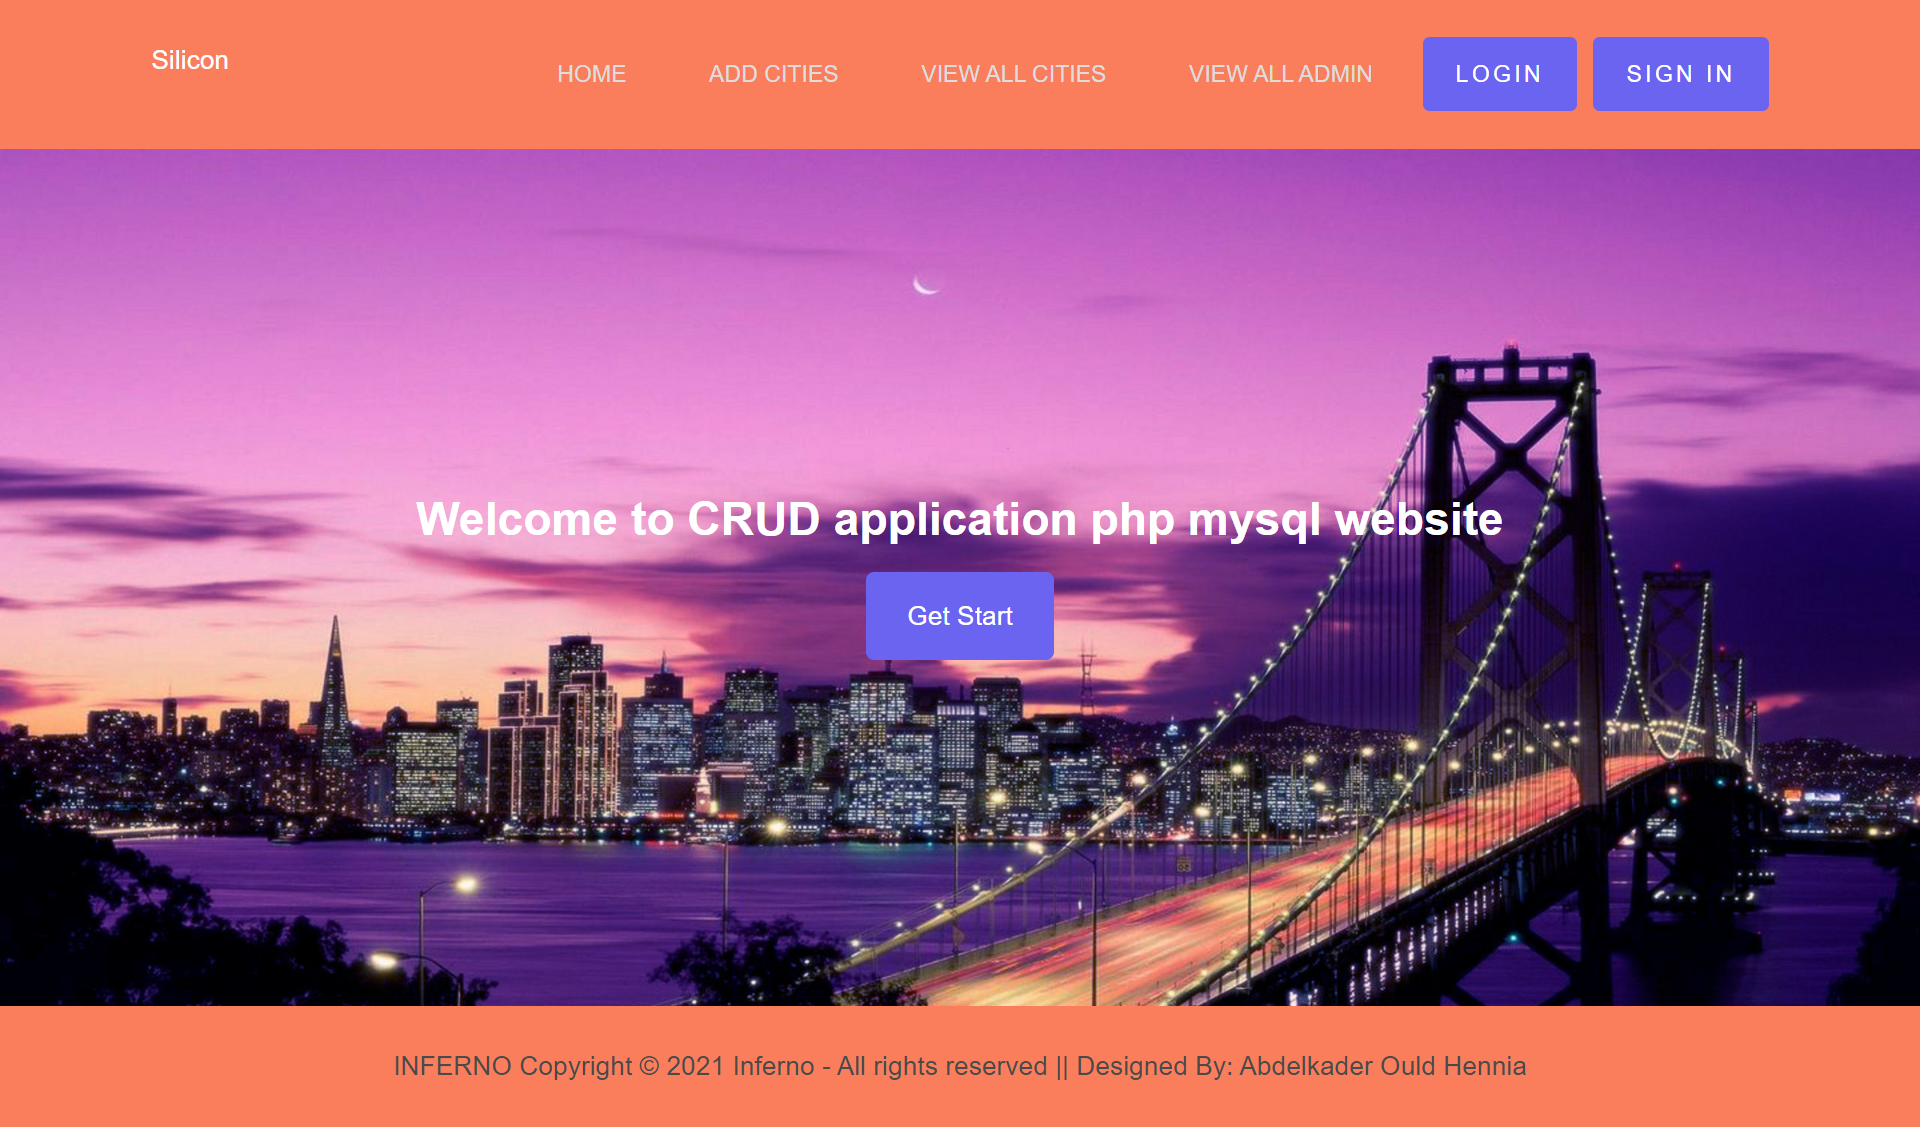 Silicon
HOME
ADD CITIES
VIEW ALL CITIES
VIEW ALL ADMIN
LOGIN
SIGN IN
Welcome to CRUD application php mysql website
Get Start
INFERNO Copyright © 2021 Inferno - All rights reserved || Designed By: Abdelkader Ould Hennia